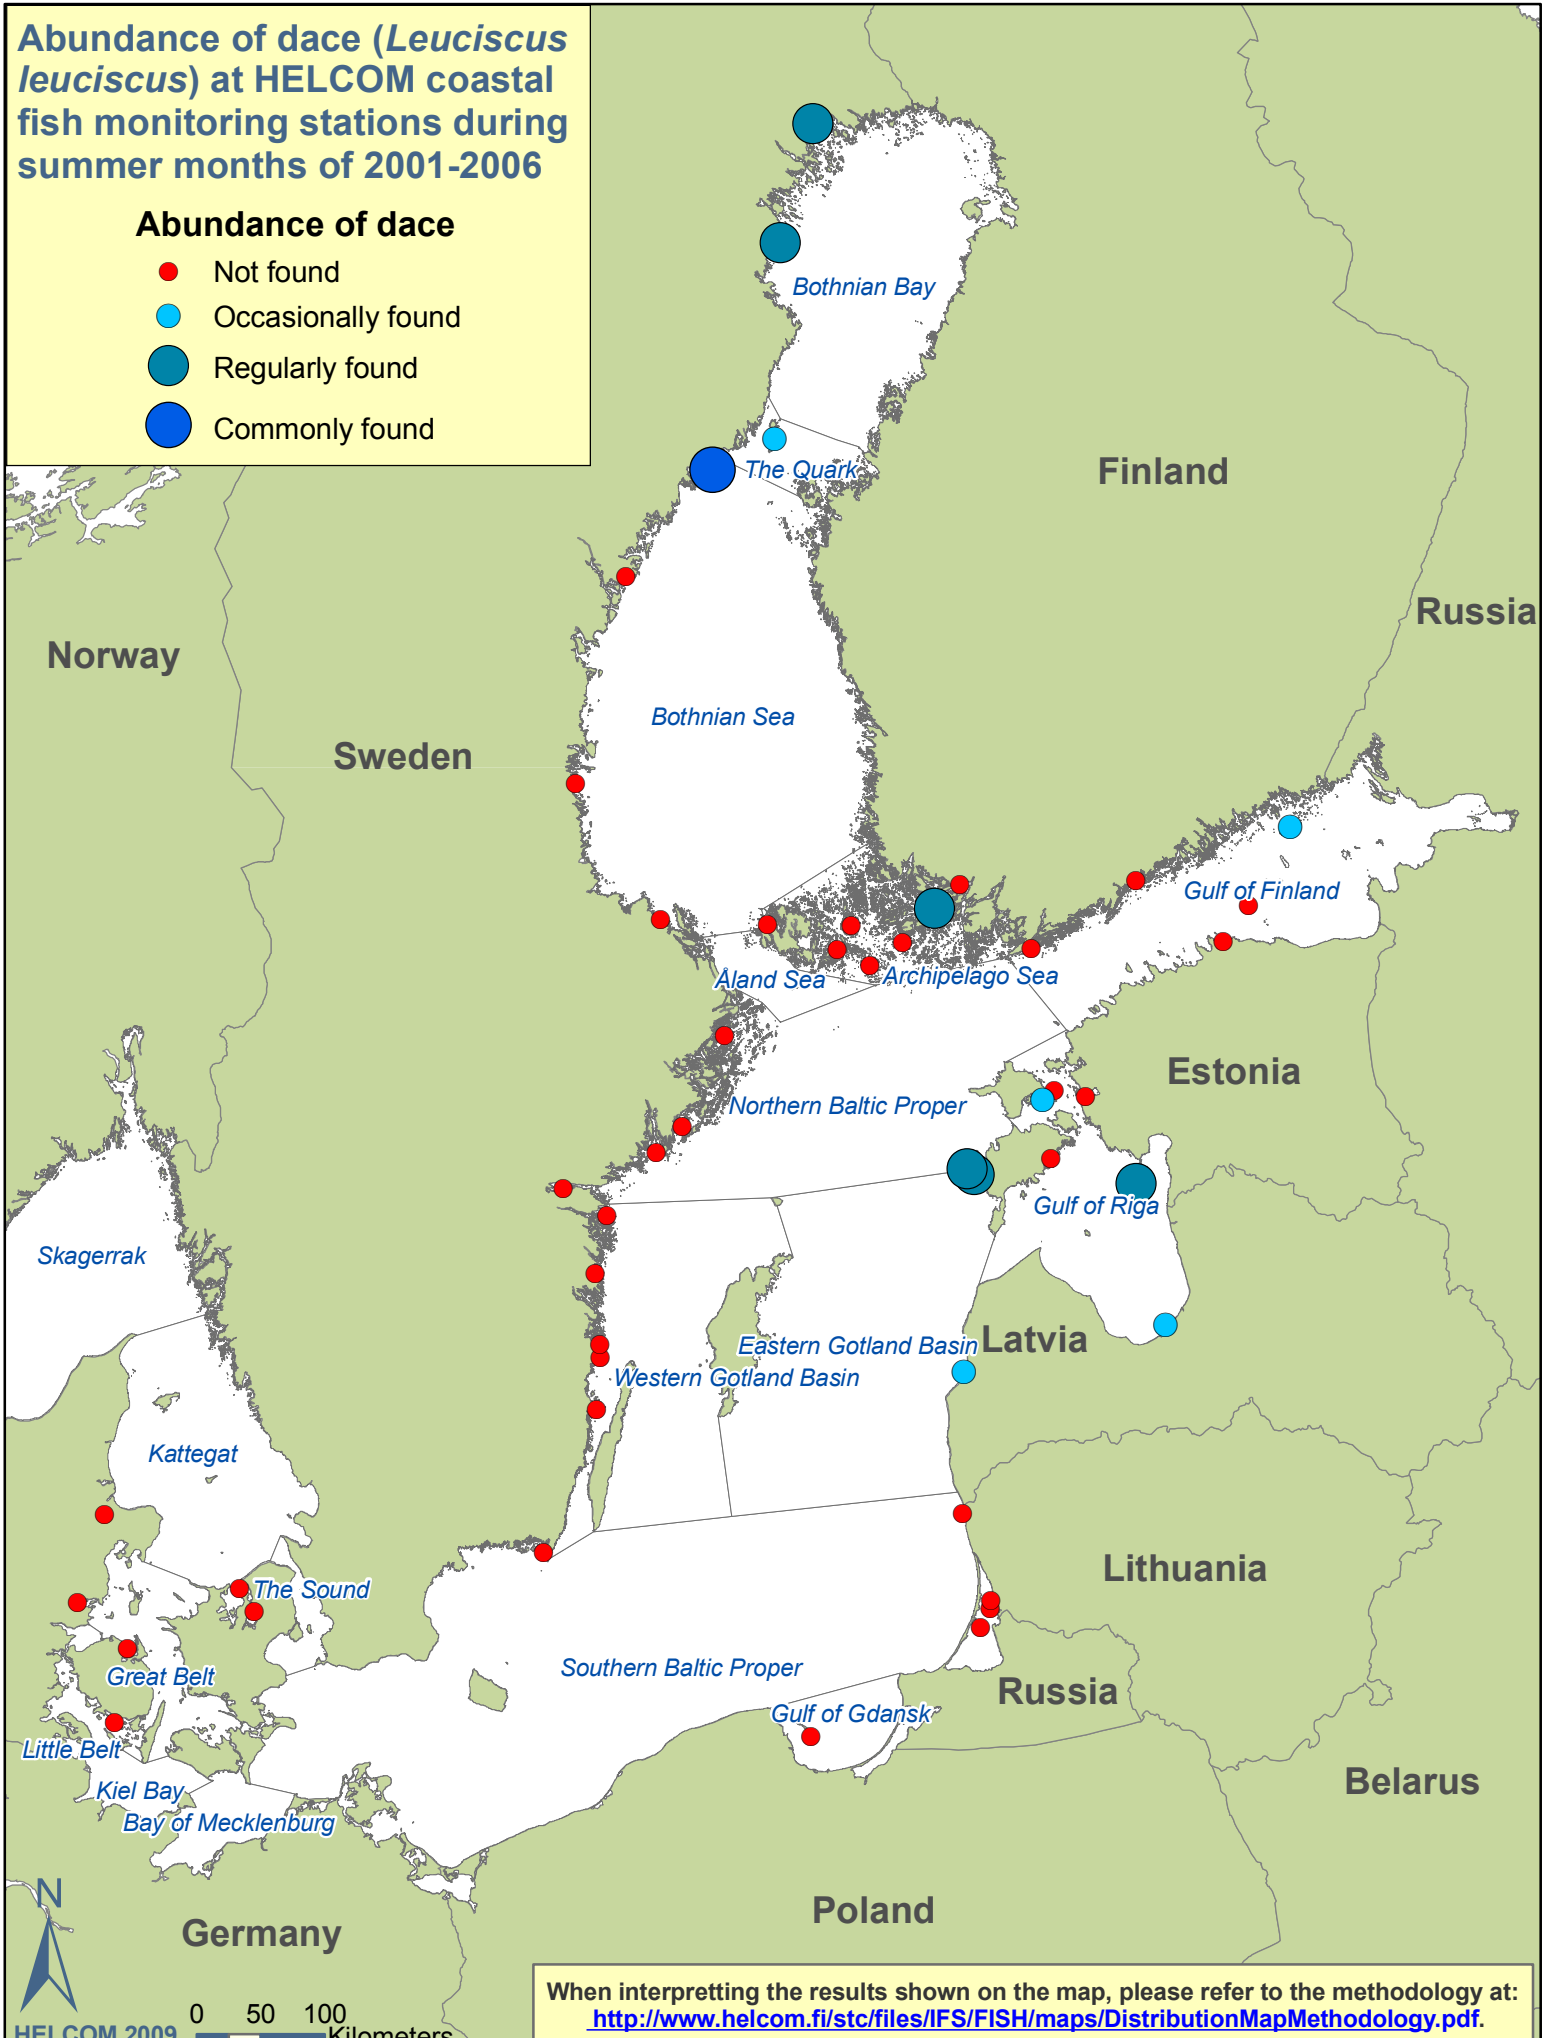 Abundance of dace (Leuciscus
leuciscus) at HELCOM coastal
fish monitoring stations during
summer months of 2001-2006
Abundance of dace
Not found
Occasionally found
Regularly found
Commonly found
Bothnian Bay
The Quark
Finland
Russia
Norway
Bothnian Sea
Sweden
Gulf of Finland
Åland Sea
Archipelago Sea
Estonia
Northern Baltic Proper
Gulf of Riga
Skagerrak
Latvia
Eastern Gotland Basin
Western Gotland Basin
Kattegat
Lithuania
The Sound
Southern Baltic Proper
Great Belt
Russia
Gulf of Gdansk
Little Belt
Kiel Bay
Belarus
Bay of Mecklenburg
N
Poland
Germany
0 50 100
Kilometers
HELCOM 2009
When interpretting the results shown on the map, please refer to the methodology at:
http://www.helcom.fi/stc/files/IFS/FISH/maps/DistributionMapMethodology.pdf.